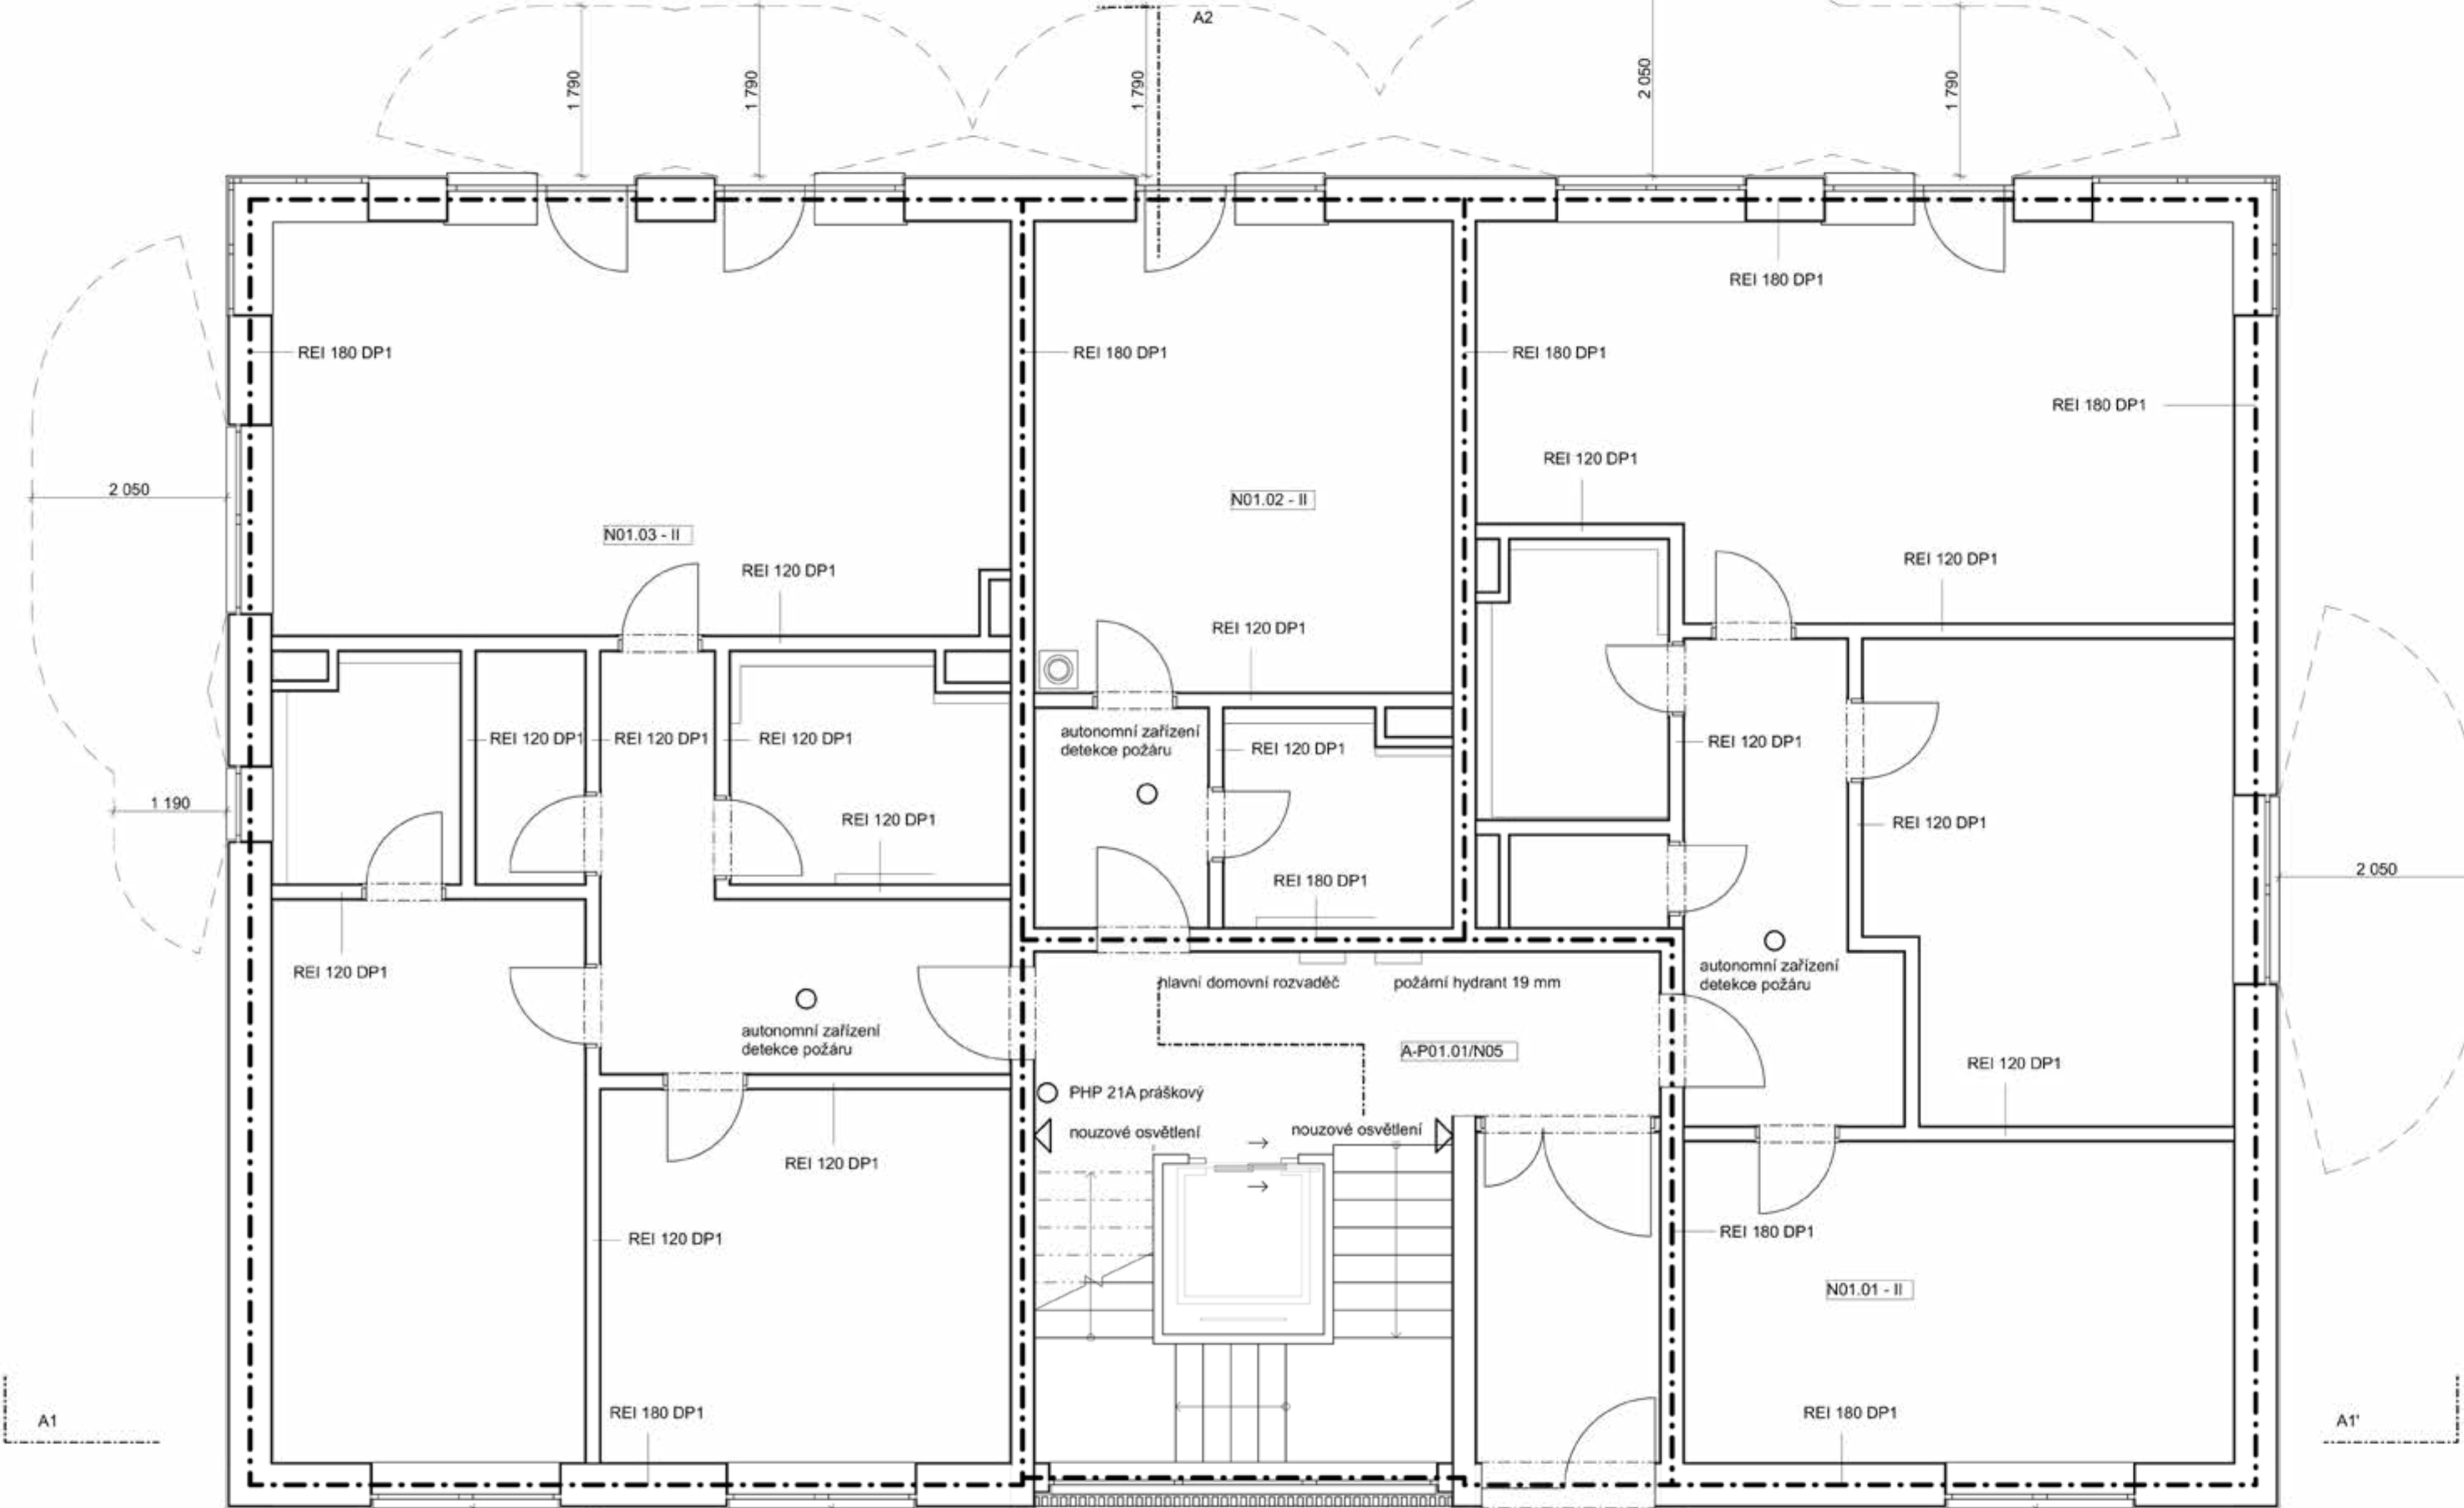 A2
1 790
1 790
1 790
2 050
1 790
REI 180 DP1
REI 180 DP1
REI 180 DP1
REI 180 DP1
REI 180 DP1
REI 120 DP1
2 050
N01.02 - II
N01.03 - II
REI 120 DP1
REI 120 DP1
REI 120 DP1
REI 120 DP1
REI 120 DP1
REI 120 DP1
autonomní zařízení
detekce požáru
REI 120 DP1
REI 120 DP1
1 190
REI 120 DP1
REI 120 DP1
2 050
REI 180 DP1
REI 120 DP1
autonomní zařízení
detekce požáru
hlavní domovní rozvaděč
požární hydrant 19 mm
autonomní zařízení
detekce požáru
A-P01.01/N05
REI 120 DP1
PHP 21A práškový
nouzové osvětlení
nouzové osvětlení
REI 120 DP1
REI 120 DP1
REI 180 DP1
N01.01 - II
REI 180 DP1
REI 180 DP1
A1
A1'